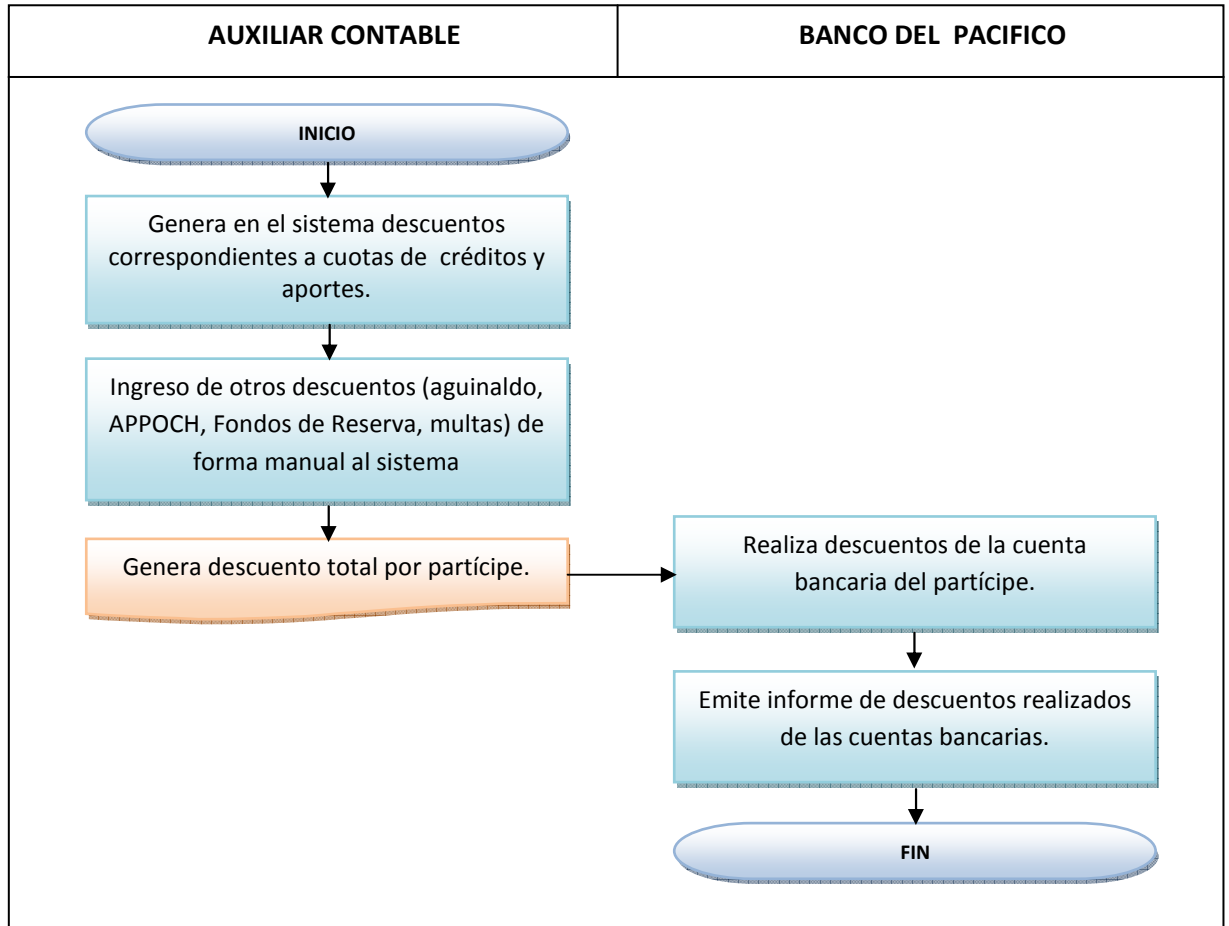 AUXILIAR CONTABLE
BANCO DEL PACIFICO
INICIO
Genera en el sistema descuentos
correspondientes a cuotas de créditos y
aportes.
Ingreso de otros descuentos (aguinaldo,
APPOCH, Fondos de Reserva, multas) de
forma manual al sistema
Genera descuento total por partícipe.
Realiza descuentos de la cuenta
bancaria del partícipe.
Emite informe de descuentos realizados
de las cuentas bancarias.
FIN